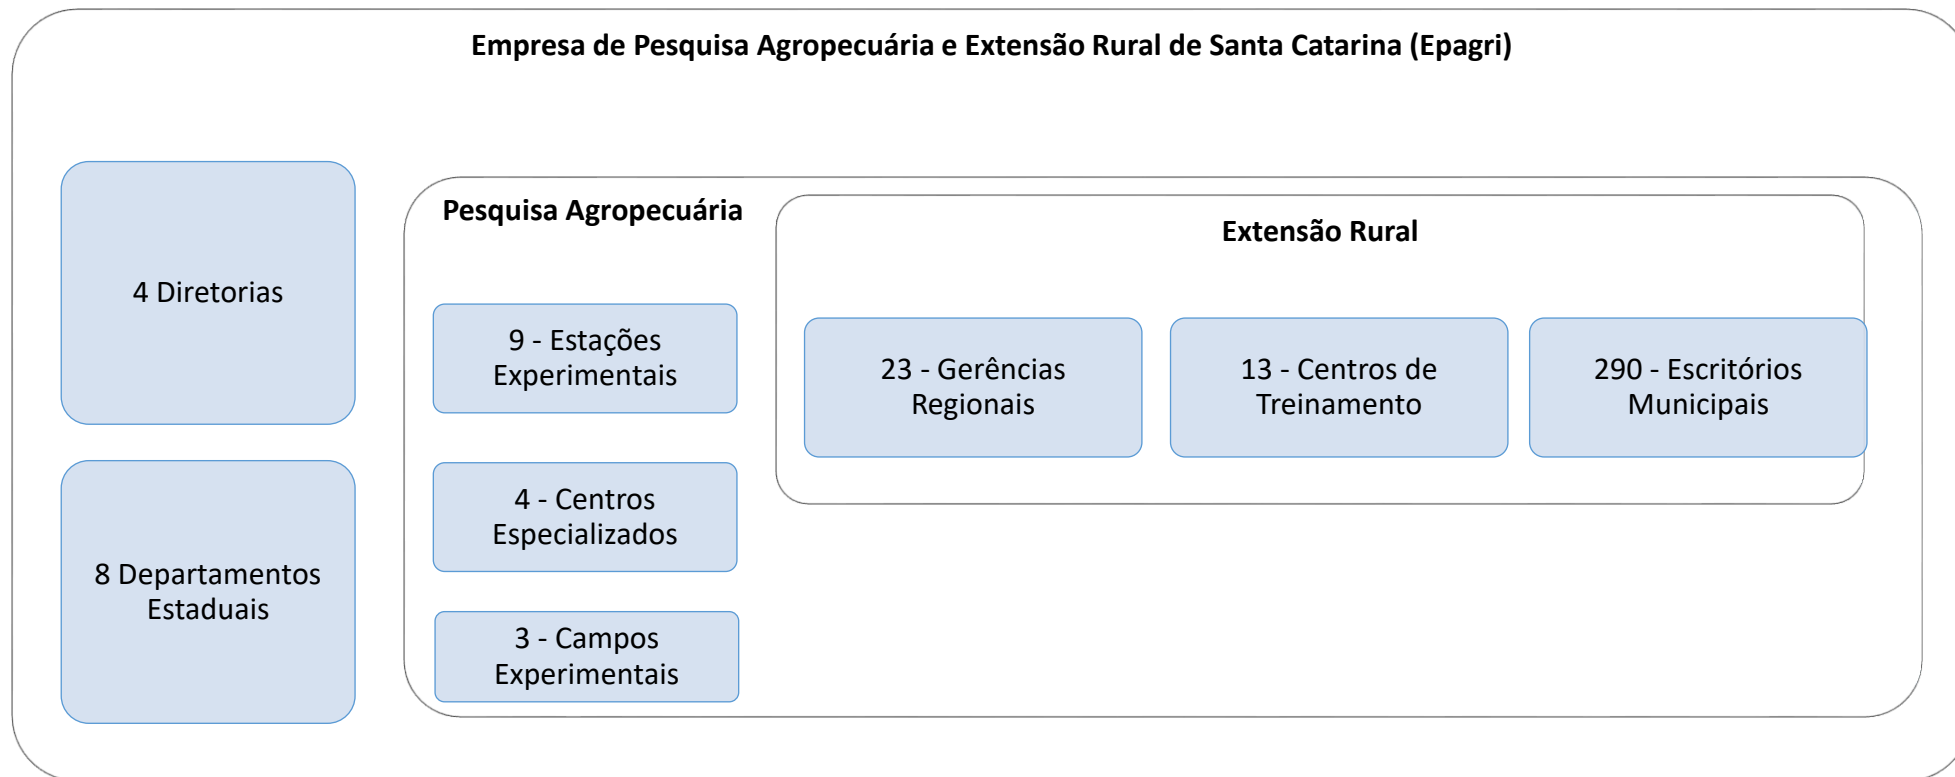 Empresa de Pesquisa Agropecuária e Extensão Rural de Santa Catarina (Epagri)
4 Diretorias
8 Departamentos
Estaduais
Pesquisa Agropecuária
9 - Estações
Experimentais
4 - Centros
Especializados
3 - Campos
Experimentais
Extensão Rural
23 - Gerências
Regionais
13 - Centros de
Treinamento
290 - Escritórios
Municipais